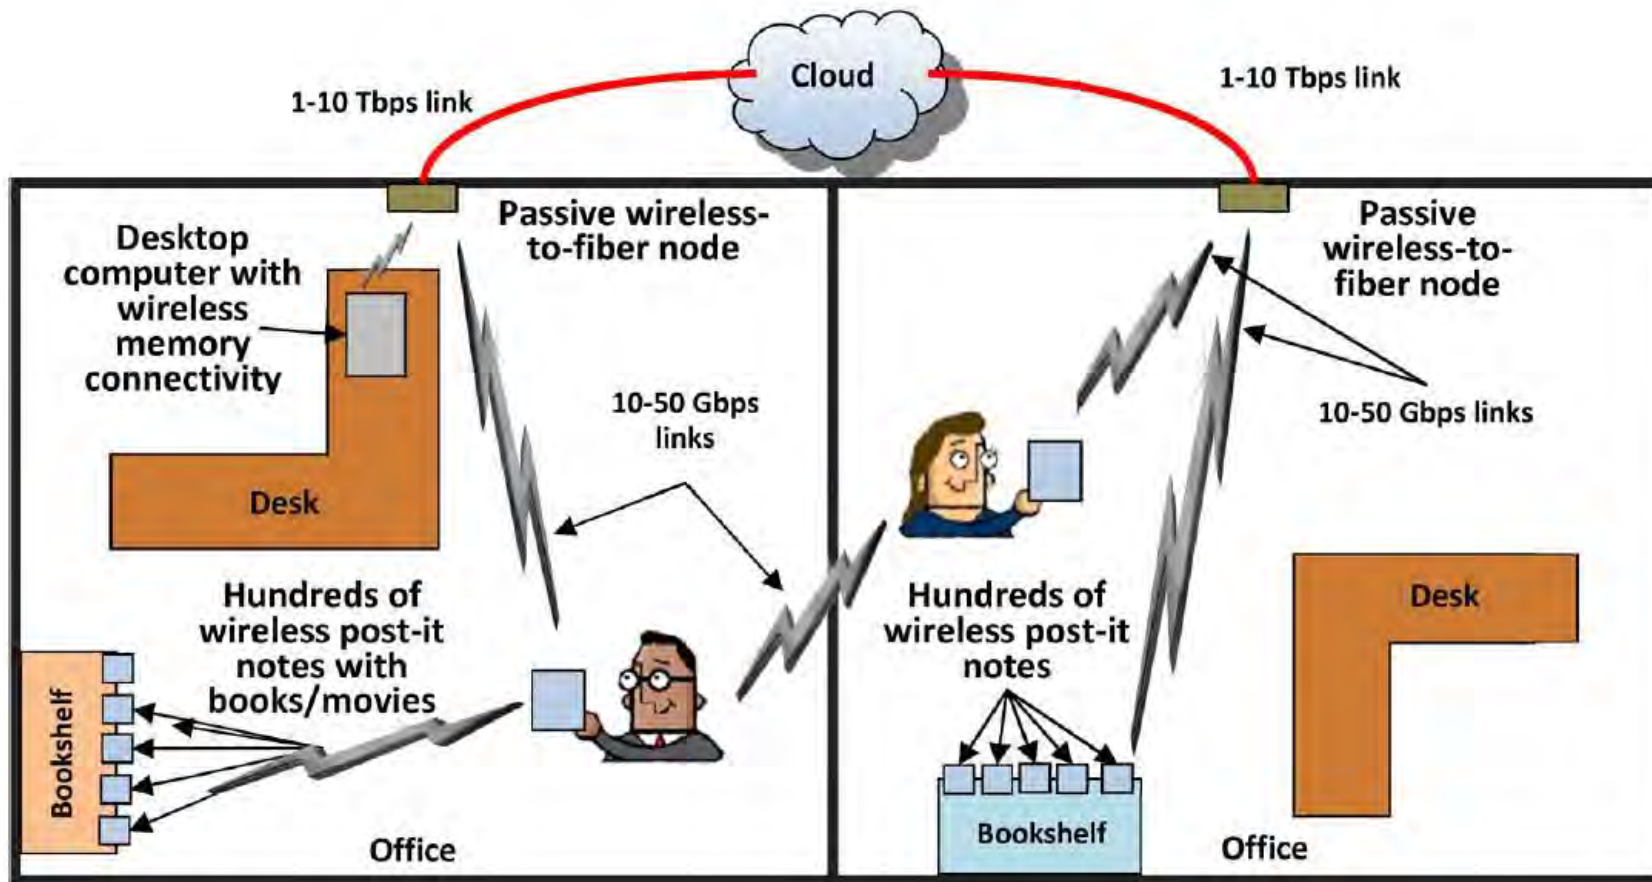 Cloud
1-10 Tbps link
1-10 Tbps link
Passive wireless-
to-fiber node
Desktop
computer with
wireless
memory
connectivity
Desk
10-50 Gbps
links
Hundreds of
wireless post-it
notes with
books/movies
Bookshelf
Office
Passive
wireless-to-
fiber node
10-50 Gbps links
Hundreds of
wireless post-it
notes
Desk
Bookshelf
Office